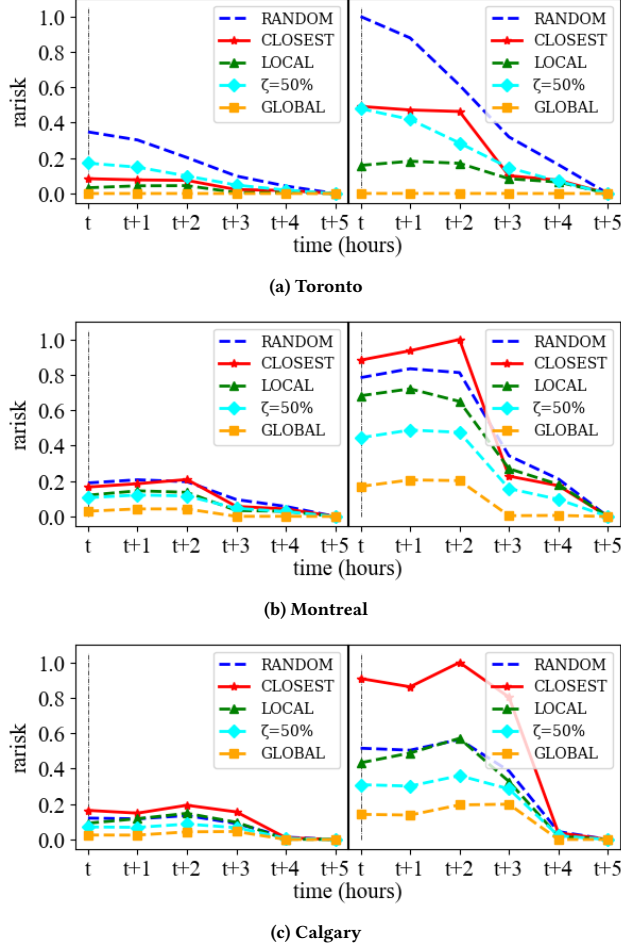 rarisk
1.0
0.8
0.6
0.4
0.2
0.0
RANDOM
CLOSEST
LOCAL
ζ=50%
GLOBAL
RANDOM
CLOSEST
LOCAL
ζ=50%
GLOBAL
t t+1 t+2 t+3 t+4 t+5 t t+1 t+2 t+3 t+4 t+5
time (hours)
(a) Toronto
rarisk
1.0
0.8
0.6
0.4
0.2
0.0
RANDOM
CLOSEST
LOCAL
ζ=50%
GLOBAL
RANDOM
CLOSEST
LOCAL
ζ=50%
GLOBAL
t t+1 t+2 t+3 t+4 t+5 t t+1 t+2 t+3 t+4 t+5
time (hours)
(b) Montreal
rarisk
1.0
0.8
0.6
0.4
0.2
0.0
RANDOM
CLOSEST
LOCAL
ζ=50%
GLOBAL
RANDOM
CLOSEST
LOCAL
ζ=50%
GLOBAL
t t+1 t+2 t+3 t+4 t+5 t t+1 t+2 t+3 t+4 t+5
time (hours)
(c) Calgary